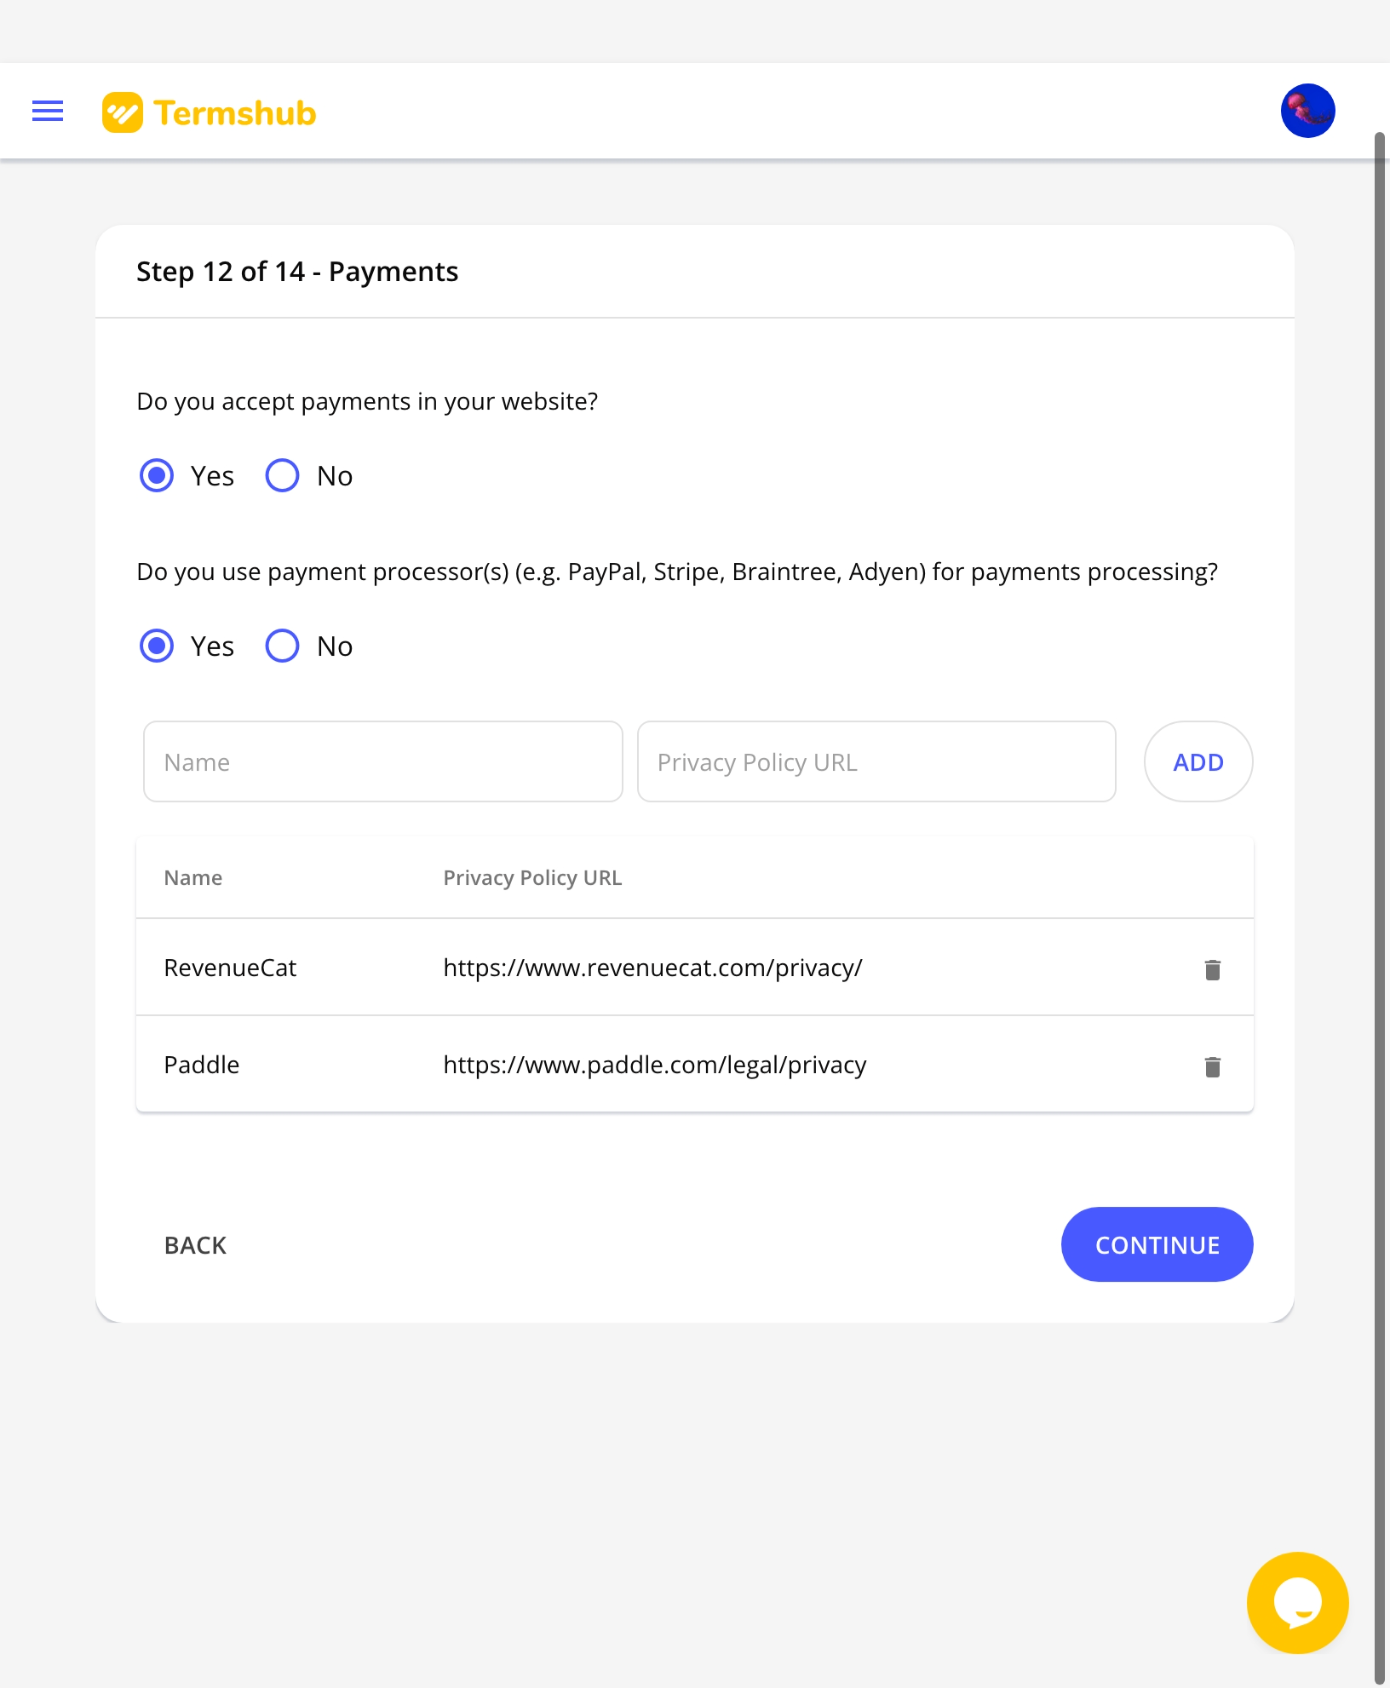 Termshub
Step 12 of 14 - Payments
Do you accept payments in your website?
Yes No
Do you use payment processor(s) (e.g. PayPal, Stripe, Braintree, Adyen) for payments processing?
Yes No
Name Privacy Policy URL ADD
Name Privacy Policy URL
RevenueCat https://www.revenuecat.com/privacy/
Paddle https://www.paddle.com/legal/privacy
BACK CONTINUE